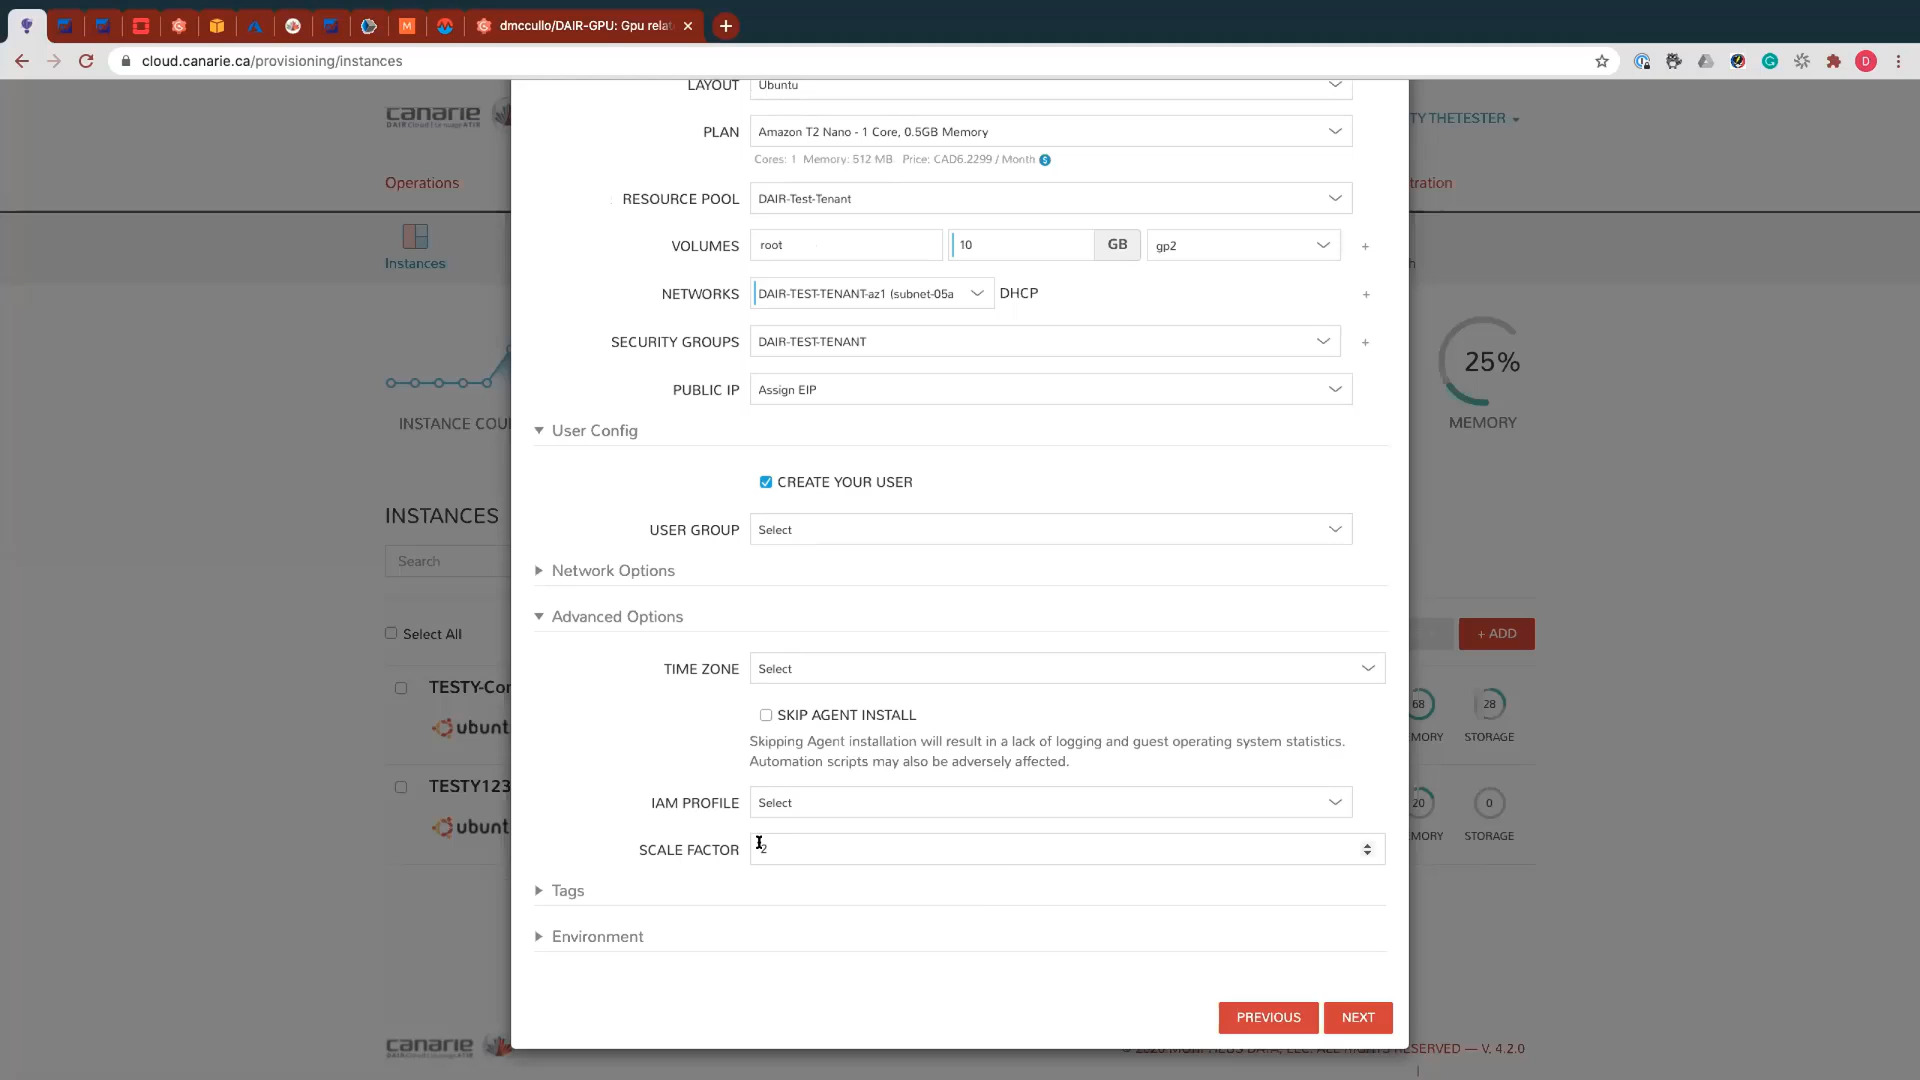 dmccullo/DAIR-GPU: Gpu relat
cloud.canarie.ca/provisioning/instances
D
canarie
TY THETESTER
Operations
tration
Instances
h
INSTANCE COU
25%
MEMORY
INSTANCES
Search
Select All
+ ADD
TESTY-Cor
ubunt
68
28
MORY
STORAGE
TESTY123
ubunt
20
0
MORY
STORAGE
LAYOUT
Ubuntu
PLAN
Amazon T2 Nano - 1 Core, 0.5GB Memory
Cores: 1 Memory: 512 MB Price: CAD6.2299 / Month
RESOURCE POOL
DAIR-Test-Tenant
VOLUMES
root
10
GB
gp2
+
NETWORKS
DAIR-TEST-TENANT-az1 (subnet-05a
DHCP
+
SECURITY GROUPS
DAIR-TEST-TENANT
+
PUBLIC IP
Assign EIP
User Config
CREATE YOUR USER
USER GROUP
Select
Network Options
Advanced Options
TIME ZONE
Select
SKIP AGENT INSTALL
Skipping Agent installation will result in a lack of logging and guest operating system statistics.
Automation scripts may also be adversely affected.
IAM PROFILE
Select
SCALE FACTOR
2
Tags
Environment
PREVIOUS
NEXT
canarie
RESERVED — V. 4.2.0